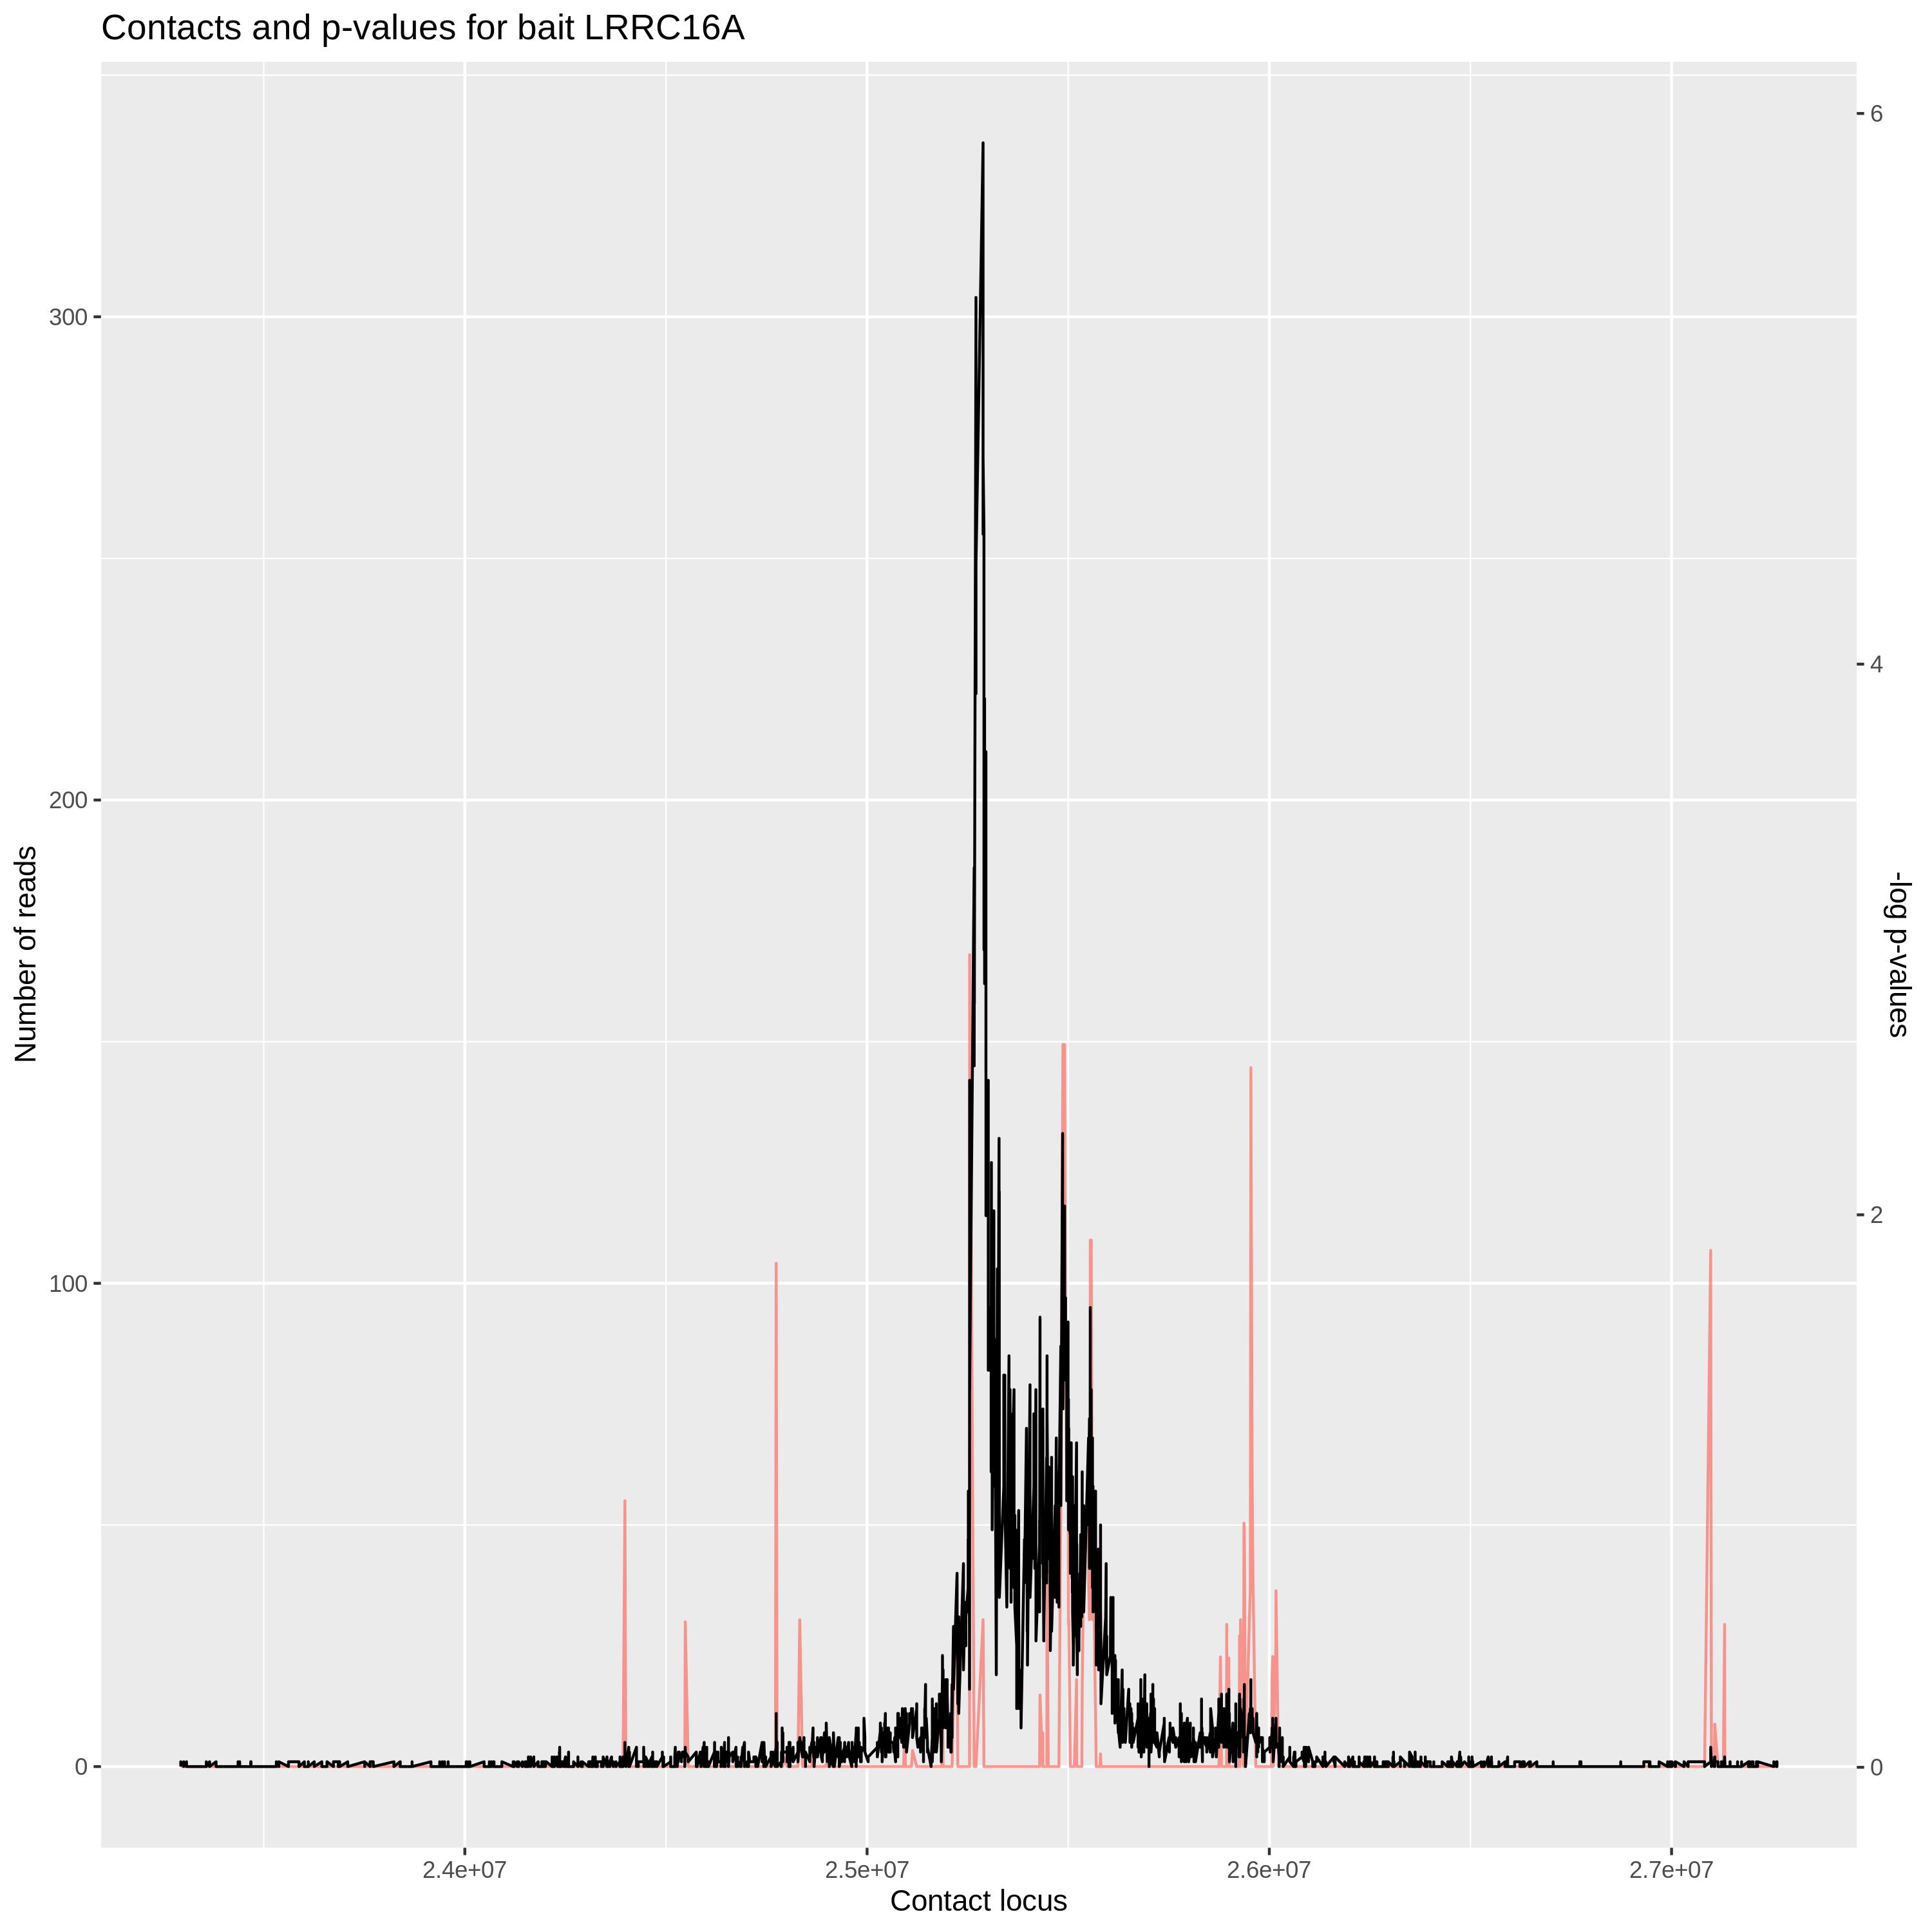 Contacts and p-values for bait LRRC16A
6
300
4
200
Number of reads
-log p-values
2
100
0
0
2.4e+07
2.5e+07
2.6e+07
2.7e+07
Contact locus